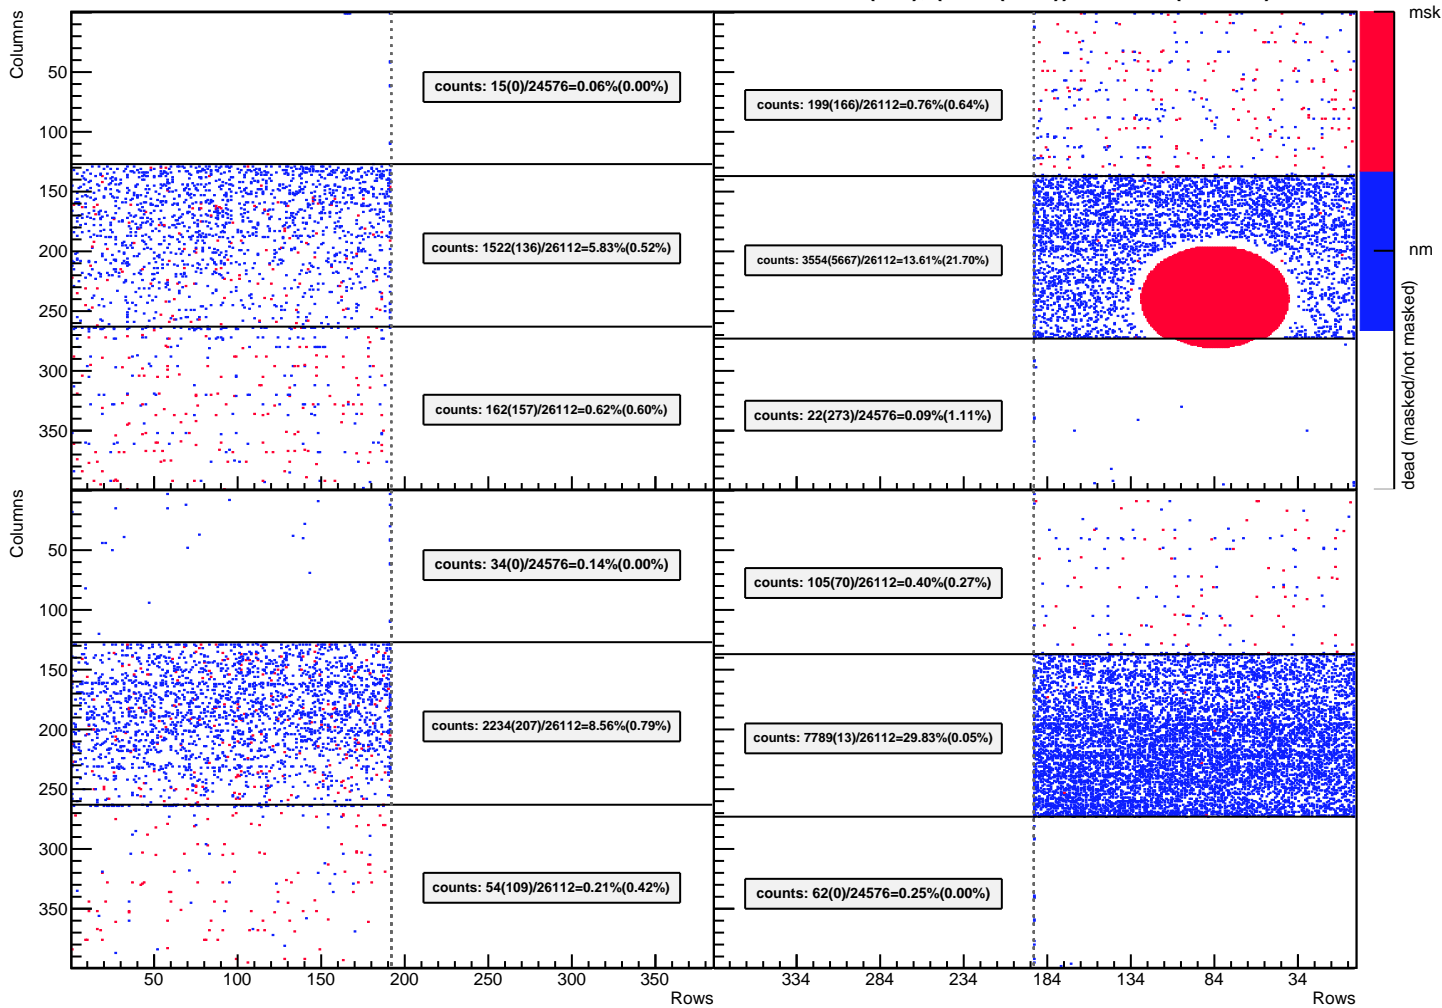 msk
nm
dead (masked/not masked)
Columns
50
100
150
200
250
300
350
counts: 15(0)/24576=0.06%(0.00%)
counts: 1522(136)/26112=5.83%(0.52%)
counts: 162(157)/26112=0.62%(0.60%)
counts: 199(166)/26112=0.76%(0.64%)
counts: 3554(5667)/26112=13.61%(21.70%)
counts: 22(273)/24576=0.09%(1.11%)
Columns
50
100
150
200
250
300
350
counts: 34(0)/24576=0.14%(0.00%)
counts: 2234(207)/26112=8.56%(0.79%)
counts: 54(109)/26112=0.21%(0.42%)
counts: 105(70)/26112=0.40%(0.27%)
counts: 7789(13)/26112=29.83%(0.05%)
counts: 62(0)/24576=0.25%(0.00%)
50 100 150 200 250 300 350
Rows
334 284 234 184 134 84 34
Rows